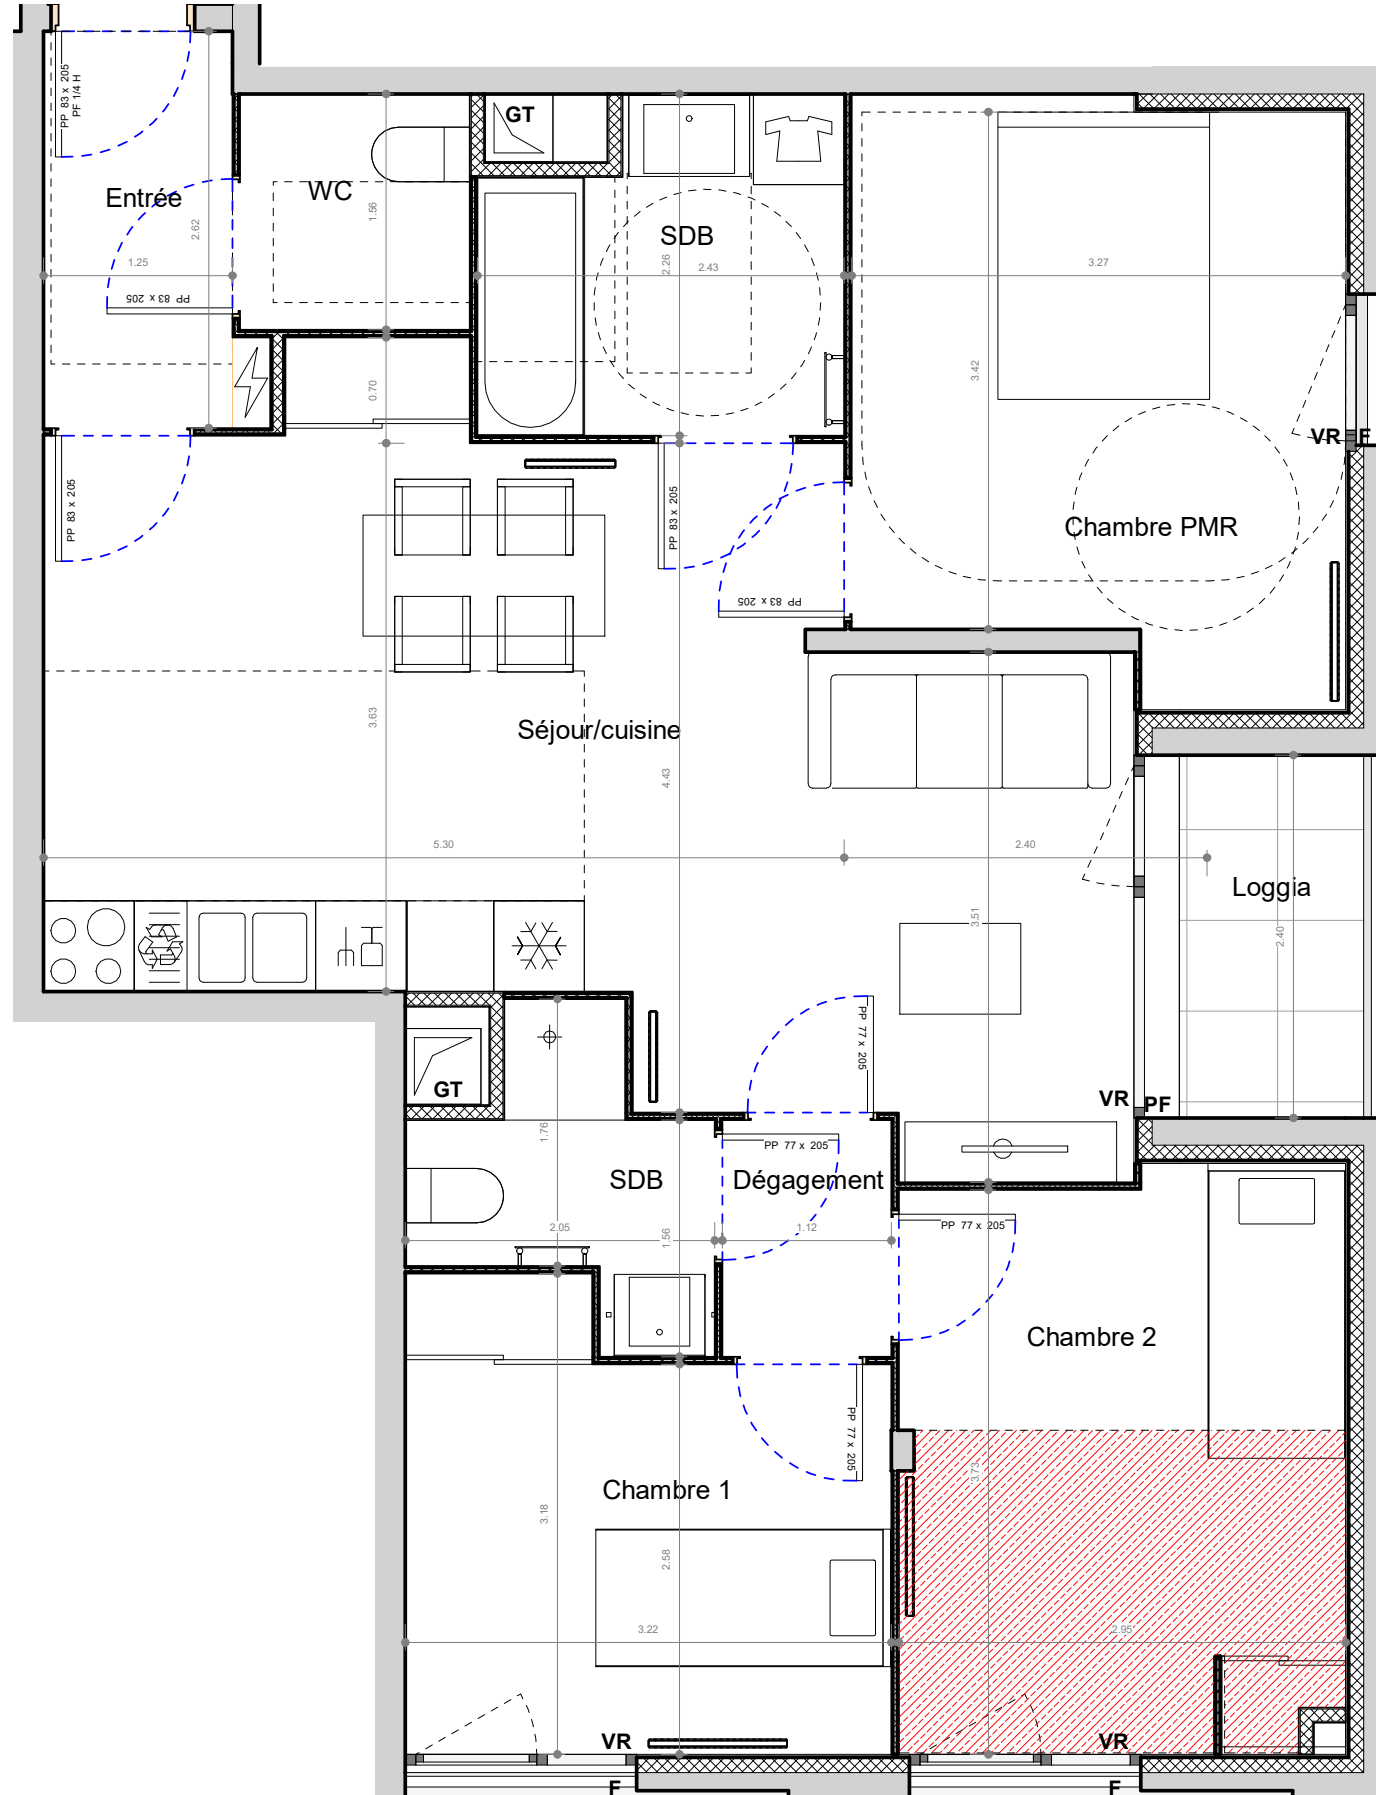 PP 83 x 205
PF 1/4 H
GT
Entrée
WC
SDB
2.62
1.56
2.26
2.43
1.25
3.27
PP 83 x 205
3.42
0.70
VR F
PP 83 x 205
PP 83 x 205
Chambre PMR
PP 83 x 205
3.63
Séjour/cuisine
4.43
5.30
2.40
Loggia
3.51
2.40
PP 77 x 205
GT
VR PF
1.76
PP 77 x 205
SDB
Dégagement
2.05
1.56
1.12
PP 77 x 205
Chambre 2
PP 77 x 205
3.73
Chambre 1
3.18
2.58
3.22
2.95
VR
VR
F
F